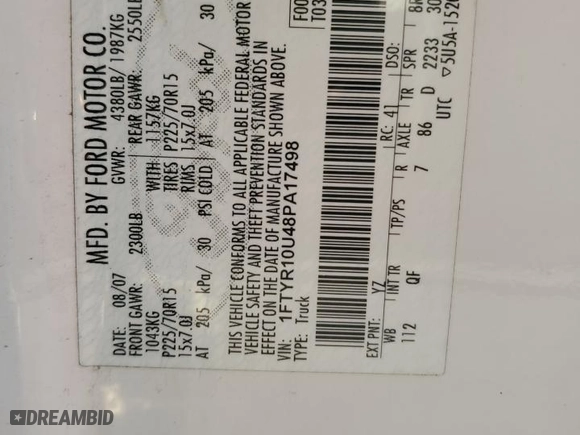 MFD. BY FORD MOTOR CO.
DATE: 08/07 GVWR: 4380LB/ 1987KG
FRONT GAWR: 2300LB REAR GAWR: 2550LB
1043KG WITH 1157KG
P225/70R15 TIRES P225/70R15
15x7.0J RIMS 15x7.0J
AT 205 kPa/ 30 PSI COLD AT 205 kPa/ 30
THIS VEHICLE CONFORMS TO ALL APPLICABLE FEDERAL MOTOR
VEHICLE SAFETY AND THEFT PREVENTION STANDARDS IN
EFFECT ON THE DATE OF MANUFACTURE SHOWN ABOVE.
VIN: 1FTYR10U48PA17498
TYPE: Truck
F00
T03
EXT PNT: YZ RC: 41 DSO:
WB INT TR TP/PS R AXLE TR SPR
112 QF 7 86 D 2233
UTC ▽5U5A-1520
DREAMBID